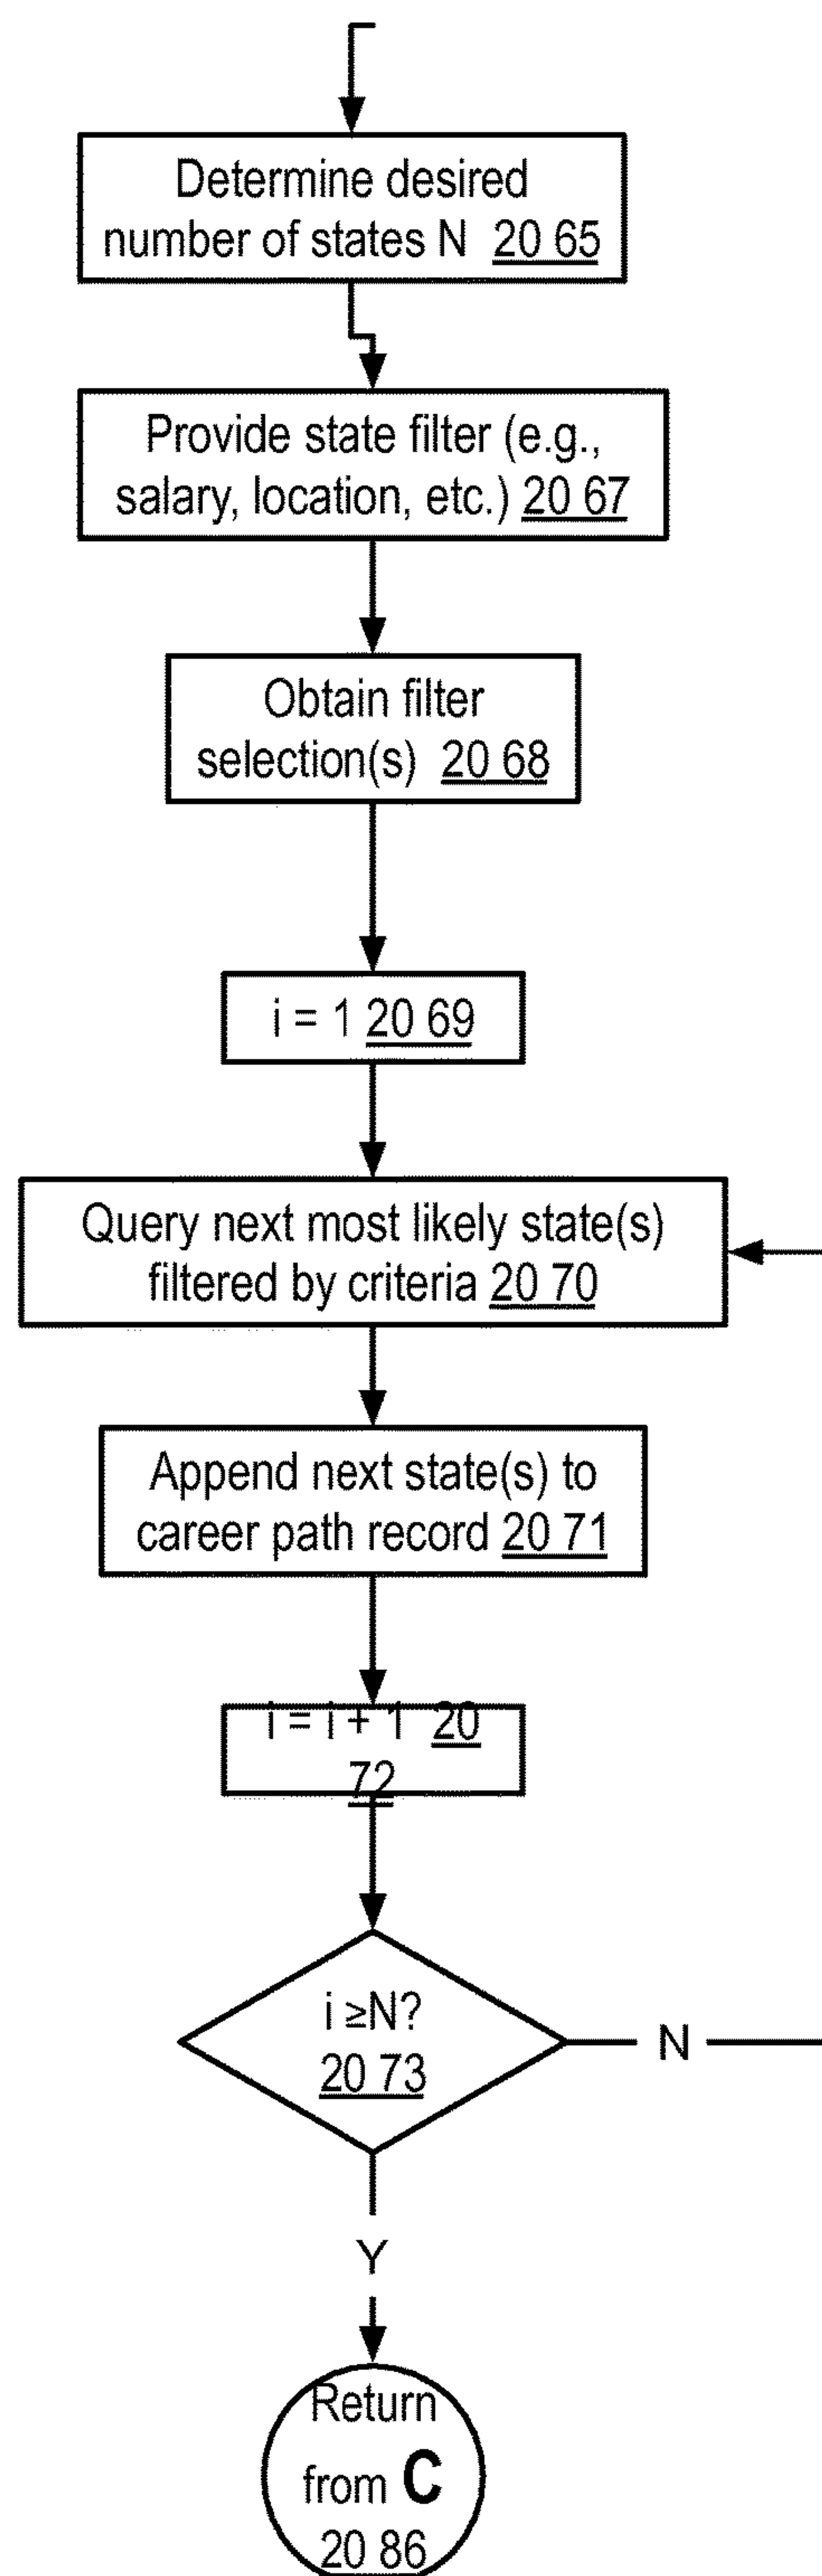 Determine desired
number of states N 20 65
Provide state filter (e.g.,
salary, location, etc.) 20 67
Obtain filter
selection(s) 20 68
i = 1 20 69
Query next most likely state(s)
filtered by criteria 20 70
Append next state(s) to
career path record 20 71
i = i + 1 20
72
i ≥N?
20 73
N
Y
Return
from C
20 86